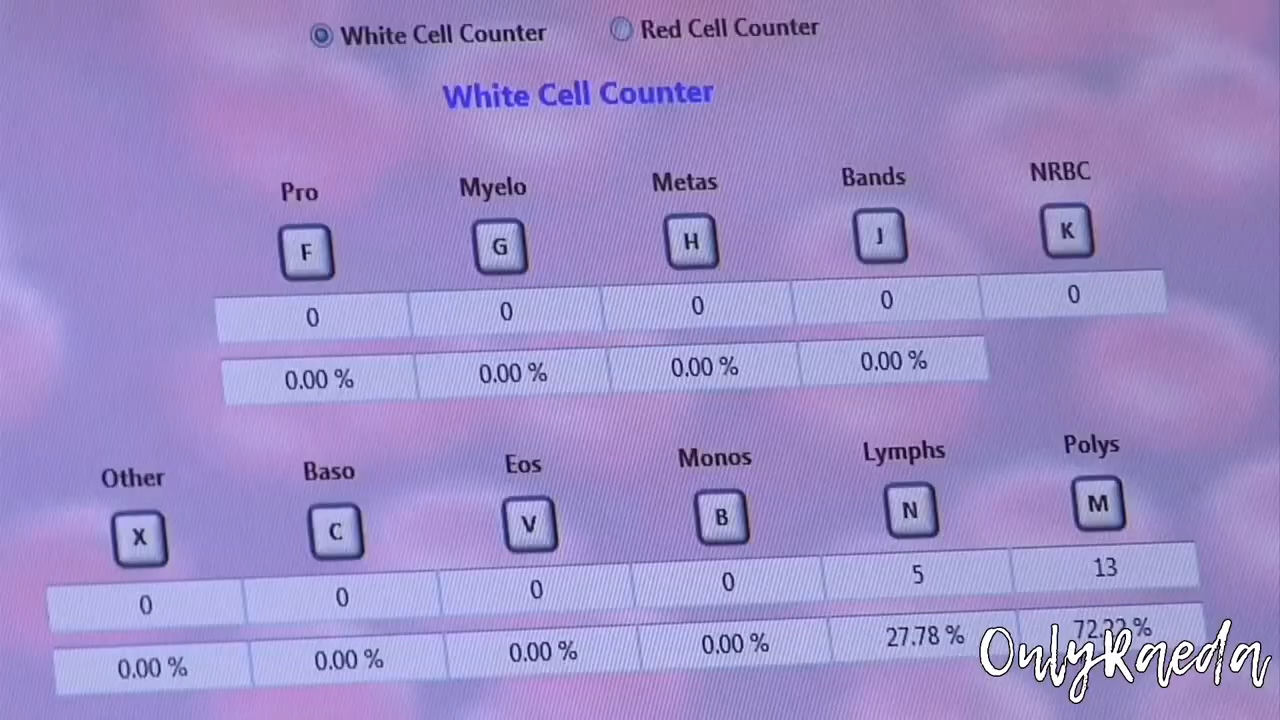 White Cell Counter Red Cell Counter
White Cell Counter
Pro Myelo Metas Bands NRBC
F G H J K
0 0 0 0 0
0.00 % 0.00 % 0.00 % 0.00 %
Other Baso Eos Monos Lymphs Polys
X C V B N M
0 0 0 0 5 13
0.00 % 0.00 % 0.00 % 0.00 % 27.78 % 72.22 %
OnlyRaeda